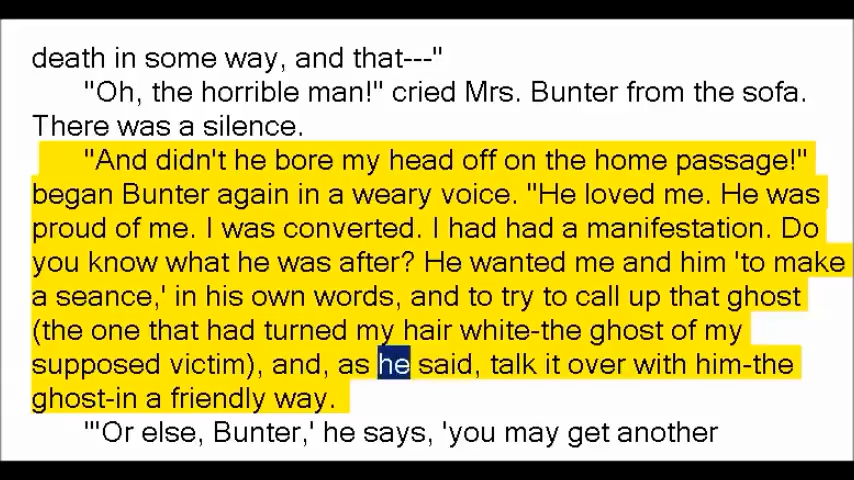 death in some way, and that---"
"Oh, the horrible man!" cried Mrs. Bunter from the sofa.
There was a silence.
"And didn't he bore my head off on the home passage!"
began Bunter again in a weary voice. "He loved me. He was
proud of me. I was converted. I had had a manifestation. Do
you know what he was after? He wanted me and him 'to make
a seance,' in his own words, and to try to call up that ghost
(the one that had turned my hair white-the ghost of my
supposed victim), and, as he said, talk it over with him-the
ghost-in a friendly way.
"'Or else, Bunter,' he says, 'you may get another